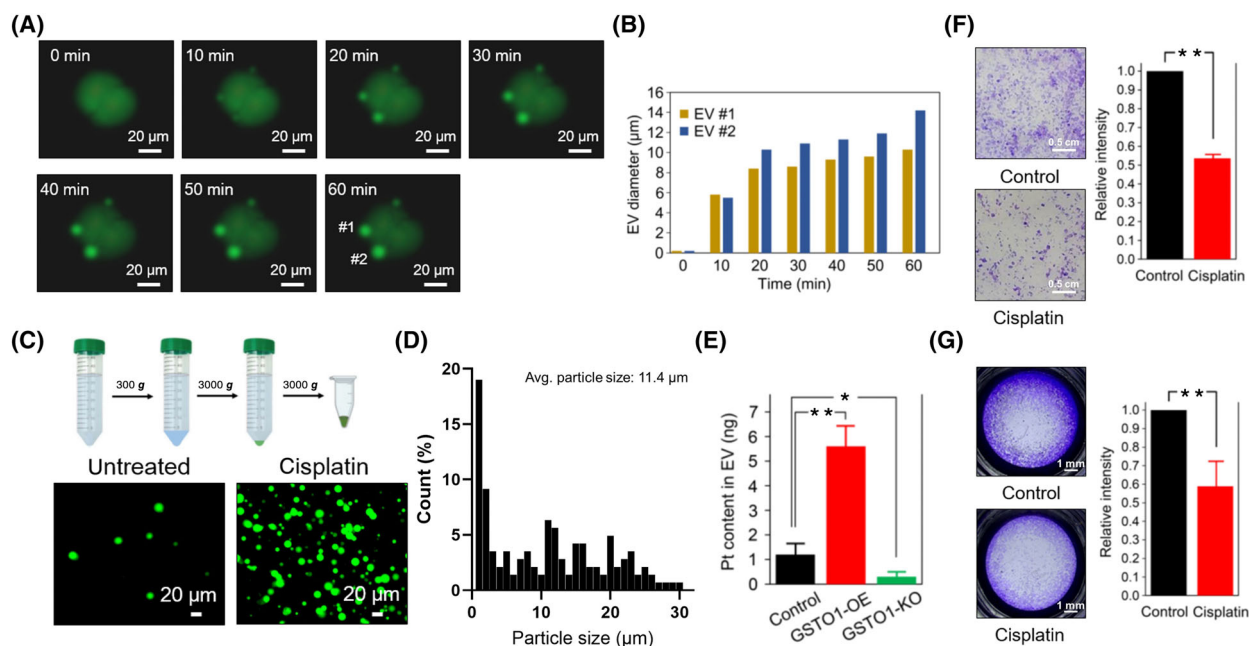 (A)
0 min
20 µm
10 min
20 µm
20 min
20 µm
30 min
20 µm
40 min
20 µm
50 min
20 µm
60 min
#1
#2
20 µm
(B)
EV diameter (µm)
16
14
12
10
8
6
4
2
0
EV #1
EV #2
0 10 20 30 40 50 60
Time (min)
(C)
300 g
3000 g
3000 g
Untreated
Cisplatin
20 µm
20 µm
(D)
Count (%)
20
15
10
5
0
Avg. particle size: 11.4 µm
0 10 20 30
Particle size (µm)
(E)
Pt content in EV (ng)
7
6
5
4
3
2
1
0
**
*
Control
GSTO1-OE
GSTO1-KO
(F)
0.5 cm
Control
0.5 cm
Cisplatin
Relative intensity
1.0
0.9
0.8
0.7
0.6
0.5
0.4
0.3
0.2
0.1
0.0
**
Control Cisplatin
(G)
1 mm
Control
1 mm
Cisplatin
Relative intensity
1.0
0.9
0.8
0.7
0.6
0.5
0.4
0.3
0.2
0.1
0.0
**
Control Cisplatin